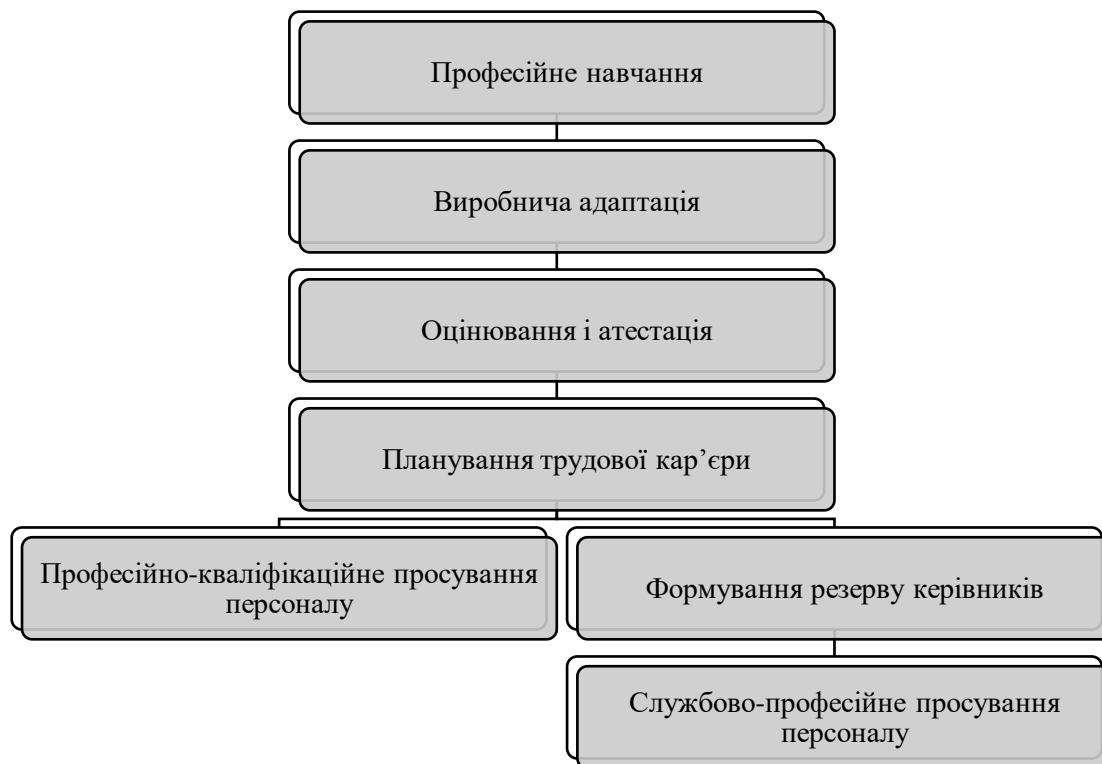 Професійне навчання
Виробнича адаптація
Оцінювання і атестація
Планування трудової кар’єри
Професійно-кваліфікаційне просування
персоналу
Формування резерву керівників
Службово-професійне просування
персоналу